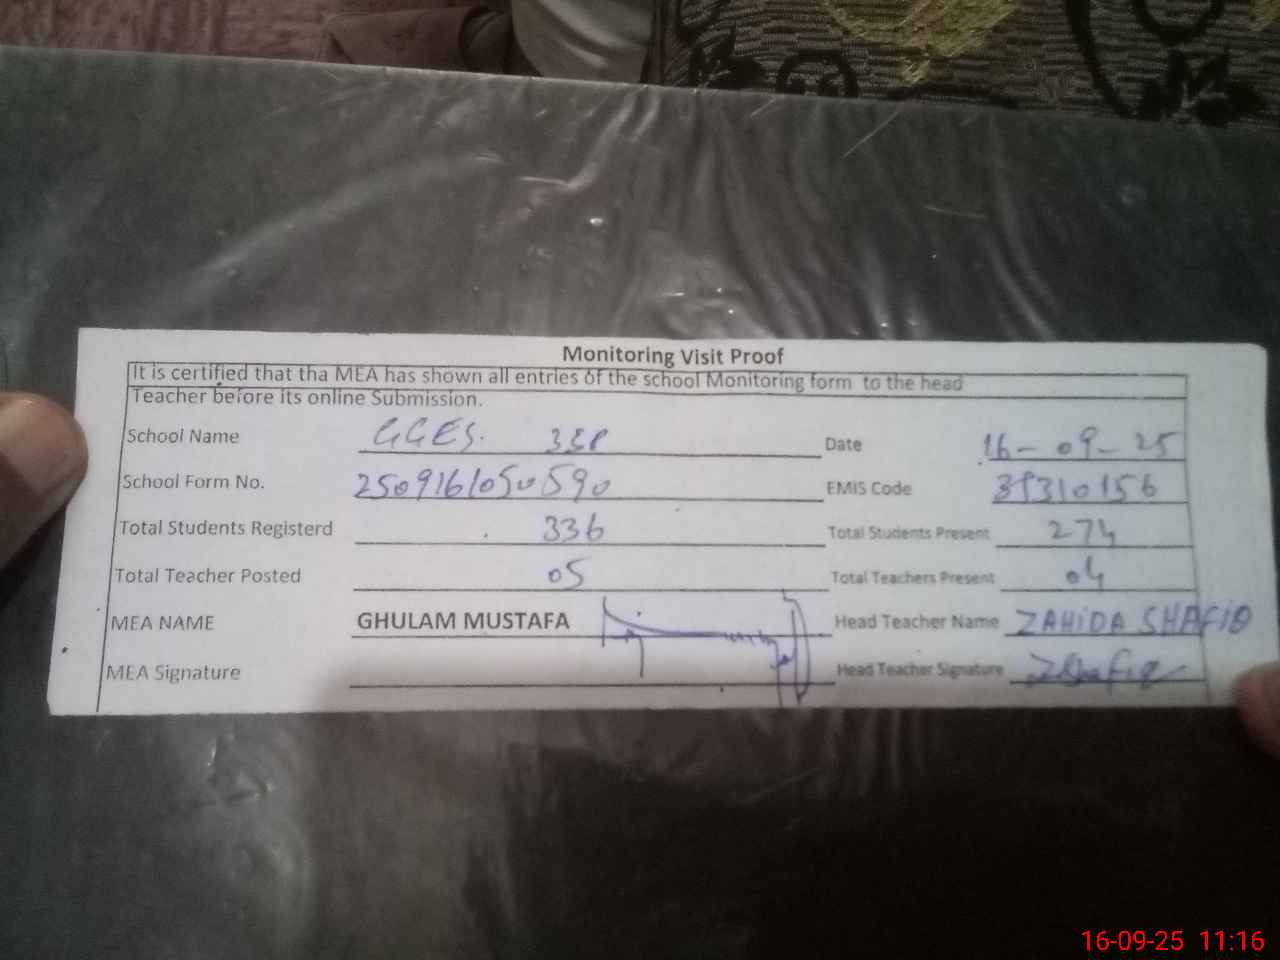 Monitoring Visit Proof
It is certified that tha MEA has shown all entries of the school Monitoring form to the head
Teacher before its online Submission.
School Name GGES. Date 16-09-25
School Form No. 2509161050590 EMIS Code 39310156
Total Students Registerd 336 Total Students Present 274
Total Teacher Posted 05 Total Teachers Present 04
MEA NAME GHULAM MUSTAFA Head Teacher Name ZAHIDA SHAFIQ
MEA Signature Head Teacher Signature ZShafiq
16-09-25 11:16